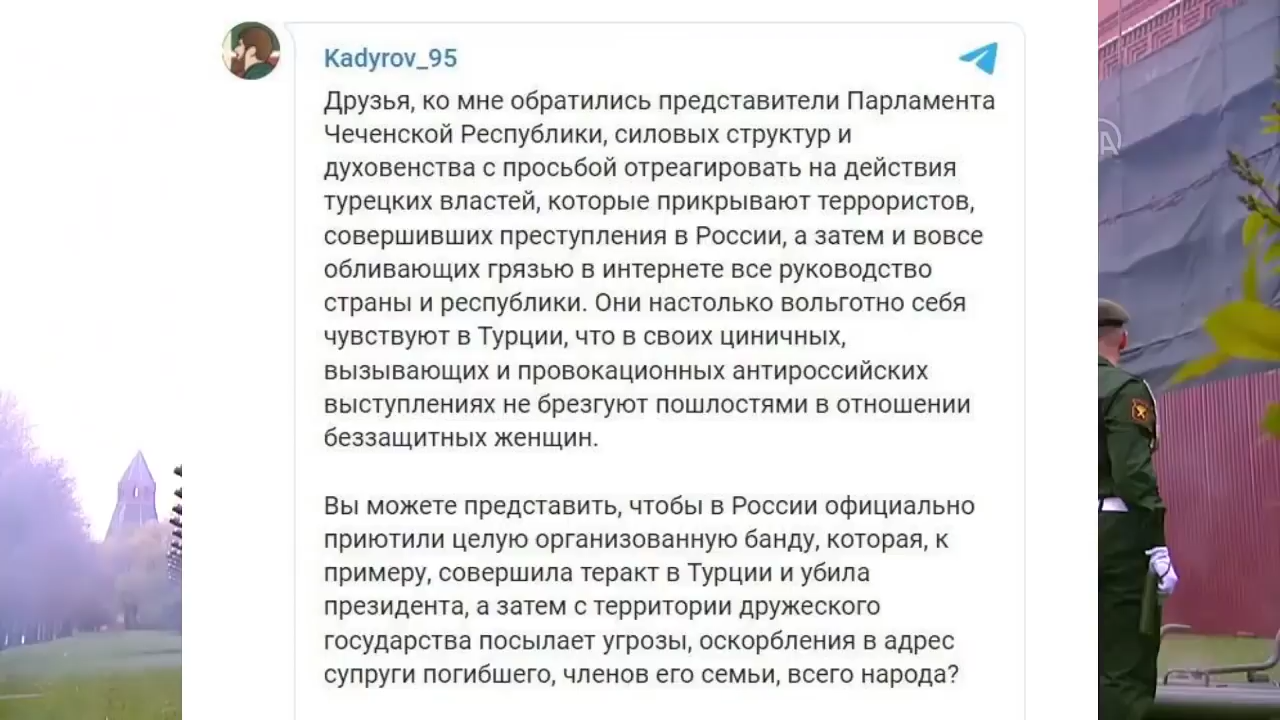 Kadyrov_95
Друзья, ко мне обратились представители Парламента
Чеченской Республики, силовых структур и
духовенства с просьбой отреагировать на действия
турецких властей, которые прикрывают террористов,
совершивших преступления в России, а затем и вовсе
обливающих грязью в интернете все руководство
страны и республики. Они настолько вольготно себя
чувствуют в Турции, что в своих циничных,
вызывающих и провокационных антироссийских
выступлениях не брезгуют пошлостями в отношении
беззащитных женщин.
Вы можете представить, чтобы в России официально
приютили целую организованную банду, которая, к
примеру, совершила теракт в Турции и убила
президента, а затем с территории дружеского
государства посылает угрозы, оскорбления в адрес
супруги погибшего, членов его семьи, всего народа?